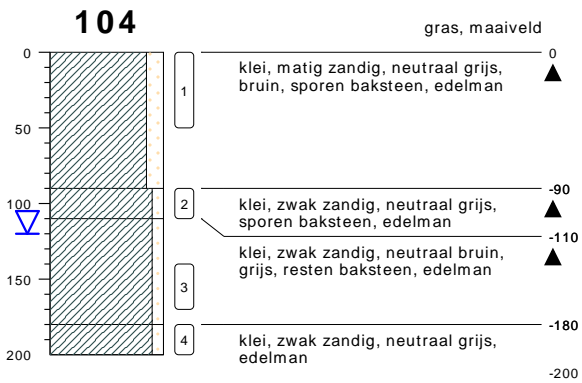 104
gras, maaiveld
0
0
klei, matig zandig, neutraal grijs,
bruin, sporen baksteen, edelman
1
50
-90
100
2
klei, zwak zandig, neutraal grijs,
sporen baksteen, edelman
-110
klei, zwak zandig, neutraal bruin,
grijs, resten baksteen, edelman
150
3
-180
4
klei, zwak zandig, neutraal grijs,
edelman
200
-200